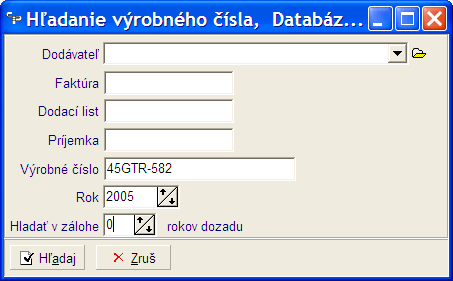 Hľadanie výrobného čísla,  Databáz...
Dodávateľ
Faktúra
Dodací list
Príjemka
Výrobné číslo 45GTR-582
Rok 2005
Hladať v zálohe 0 rokov dozadu
Hľadaj Zruš